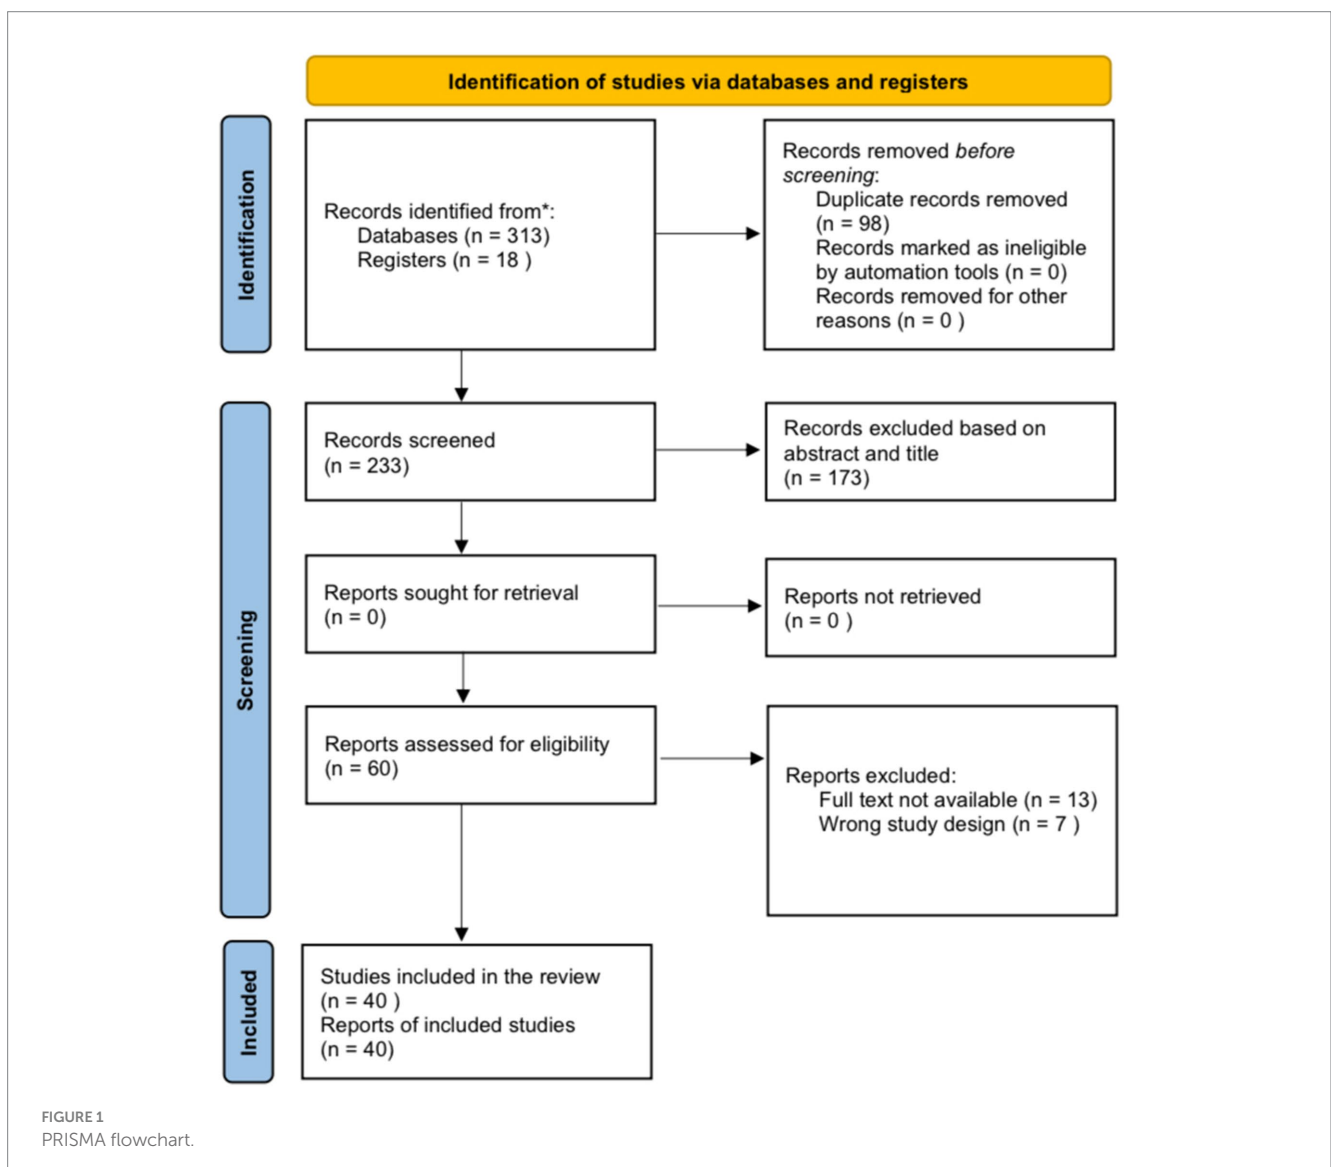 Identification of studies via databases and registers
Identification
Records identified from*:
Databases (n = 313)
Registers (n = 18 )
Records removed before
screening:
Duplicate records removed
(n = 98)
Records marked as ineligible
by automation tools (n = 0)
Records removed for other
reasons (n = 0 )
Screening
Records screened
(n = 233)
Records excluded based on
abstract and title
(n = 173)
Reports sought for retrieval
(n = 0)
Reports not retrieved
(n = 0 )
Reports assessed for eligibility
(n = 60)
Reports excluded:
Full text not available (n = 13)
Wrong study design (n = 7 )
Included
Studies included in the review
(n = 40 )
Reports of included studies
(n = 40)
FIGURE 1
PRISMA flowchart.